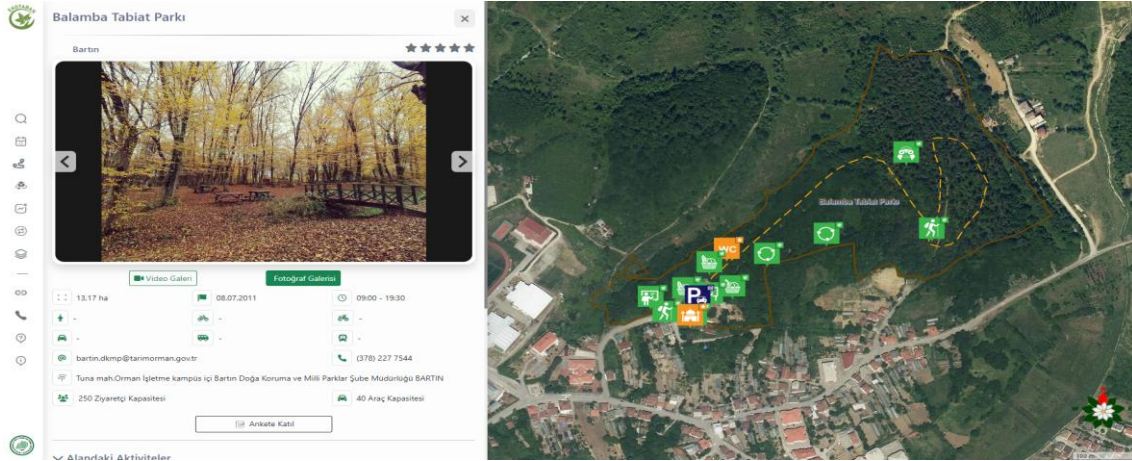 Balamba Tabiat Parkı
Bartın
Video Galeri
Fotoğraf Galerisi
13.17 ha
08.07.2011
09:00 - 19:30
-
-
-
-
-
-
bartin.dkmp@tarimorman.gov.tr
(378) 227 7544
Tuna mah.Orman İşletme kampüs içi Bartın Doğa Koruma ve Milli Parklar Şube Müdürlüğü BARTIN
250 Ziyaretçi Kapasitesi
40 Araç Kapasitesi
Ankete Katıl
Alandaki Aktiviteler
Balamba Tabiat Parkı
WC
P
100 m